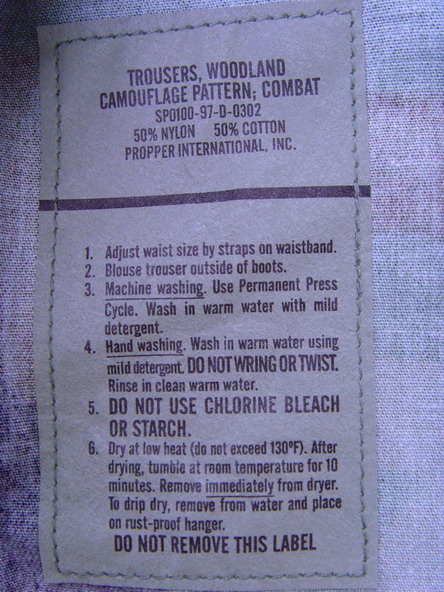 TROUSERS, WOODLAND
CAMOUFLAGE PATTERN; COMBAT
SPO100-97-D-0302
50% NYLON 50% COTTON
PROPPER INTERNATIONAL, INC.
1. Adjust waist size by straps on waistband.
2. Blouse trouser outside of boots.
3. Machine washing. Use Permanent Press
Cycle. Wash in warm water with mild
detergent.
4. Hand washing. Wash in warm water using
mild detergent. DO NOT WRING OR TWIST.
Rinse in clean warm water.
5. DO NOT USE CHLORINE BLEACH
OR STARCH.
6. Dry at low heat (do not exceed 130ºF). After
drying, tumble at room temperature for 10
minutes. Remove immediately from dryer.
To drip dry, remove from water and place
on rust-proof hanger.
DO NOT REMOVE THIS LABEL